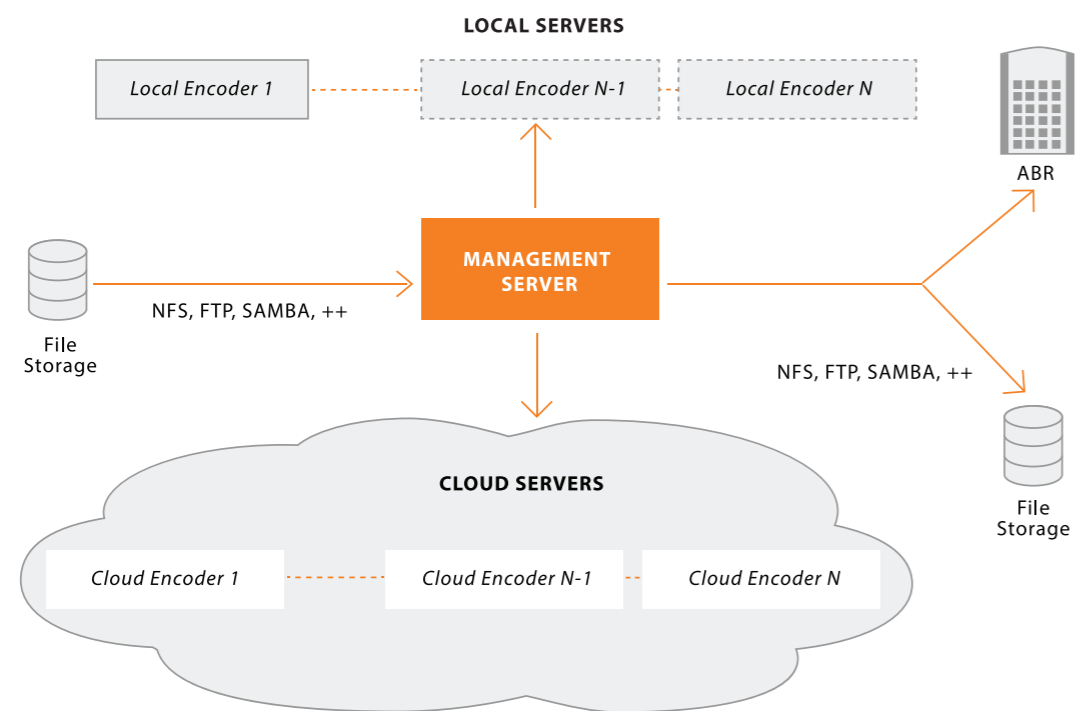 LOCAL SERVERS
Local Encoder 1
Local Encoder N-1
Local Encoder N
ABR
MANAGEMENT
SERVER
NFS, FTP, SAMBA, ++
File
Storage
NFS, FTP, SAMBA, ++
File
Storage
CLOUD SERVERS
Cloud Encoder 1
Cloud Encoder N-1
Cloud Encoder N